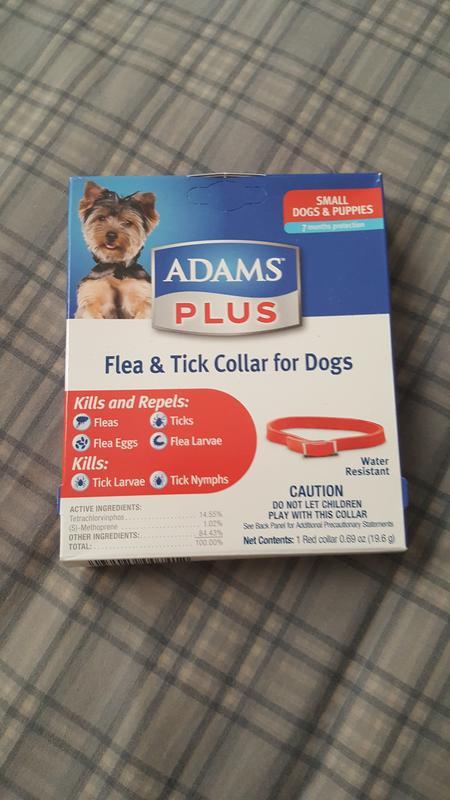 SMALL
DOGS & PUPPIES
7 months protection
ADAMS™
PLUS
Flea & Tick Collar for Dogs
Kills and Repels:
Fleas
Ticks
Flea Eggs
Flea Larvae
Kills:
Tick Larvae
Tick Nymphs
Water
Resistant
CAUTION
DO NOT LET CHILDREN
PLAY WITH THIS COLLAR
See Back Panel for Additional Precautionary Statements
Net Contents: 1 Red collar 0.69 oz (19.6 g)
ACTIVE INGREDIENTS:
Tetrachlorvinphos 14.55%
(S)-Methoprene 1.02%
OTHER INGREDIENTS: 84.43%
TOTAL: 100.00%